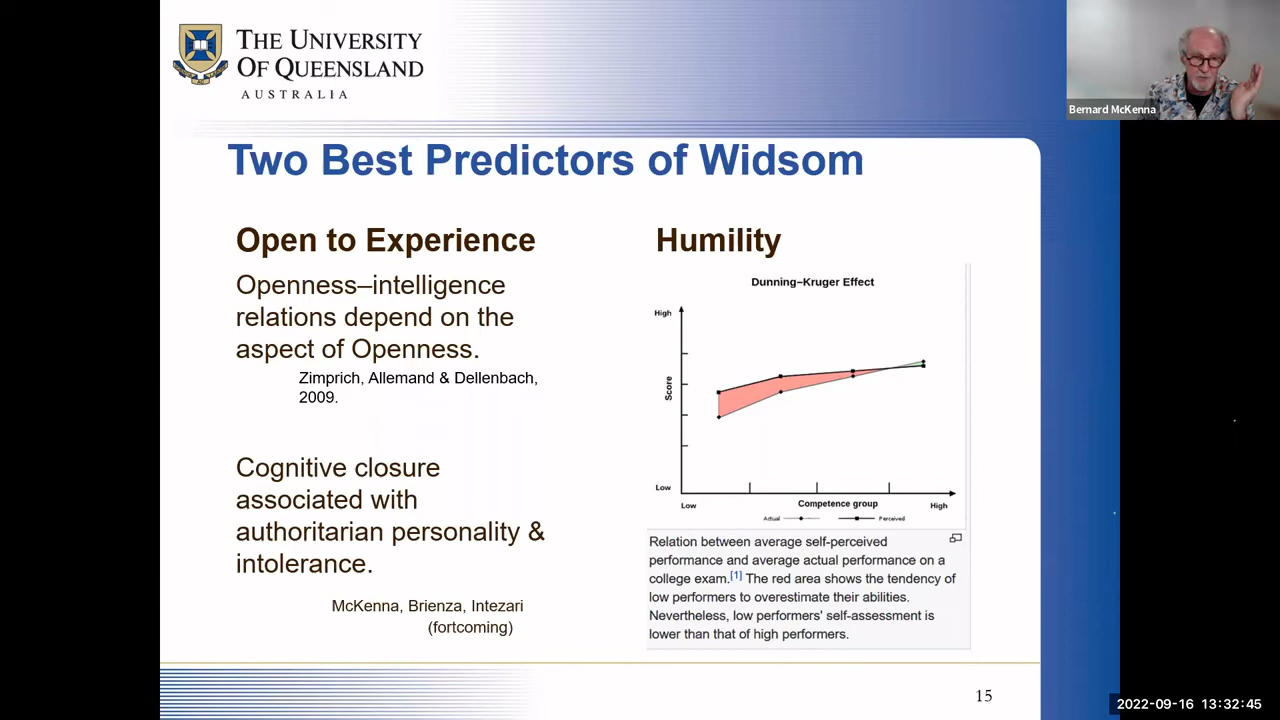 THE UNIVERSITY
OF QUEENSLAND
AUSTRALIA
Bernard McKenna
Two Best Predictors of Widsom
Open to Experience
Openness–intelligence
relations depend on the
aspect of Openness.
Zimprich, Allemand & Dellenbach,
2009.
Cognitive closure
associated with
authoritarian personality &
intolerance.
McKenna, Brienza, Intezari
(fortcoming)
Humility
Dunning–Kruger Effect
High
Score
Low
Low
Competence group
High
Actual
Perceived
Relation between average self-perceived
performance and average actual performance on a
college exam.[1] The red area shows the tendency of
low performers to overestimate their abilities.
Nevertheless, low performers' self-assessment is
lower than that of high performers.
15
2022-09-16 13:32:45